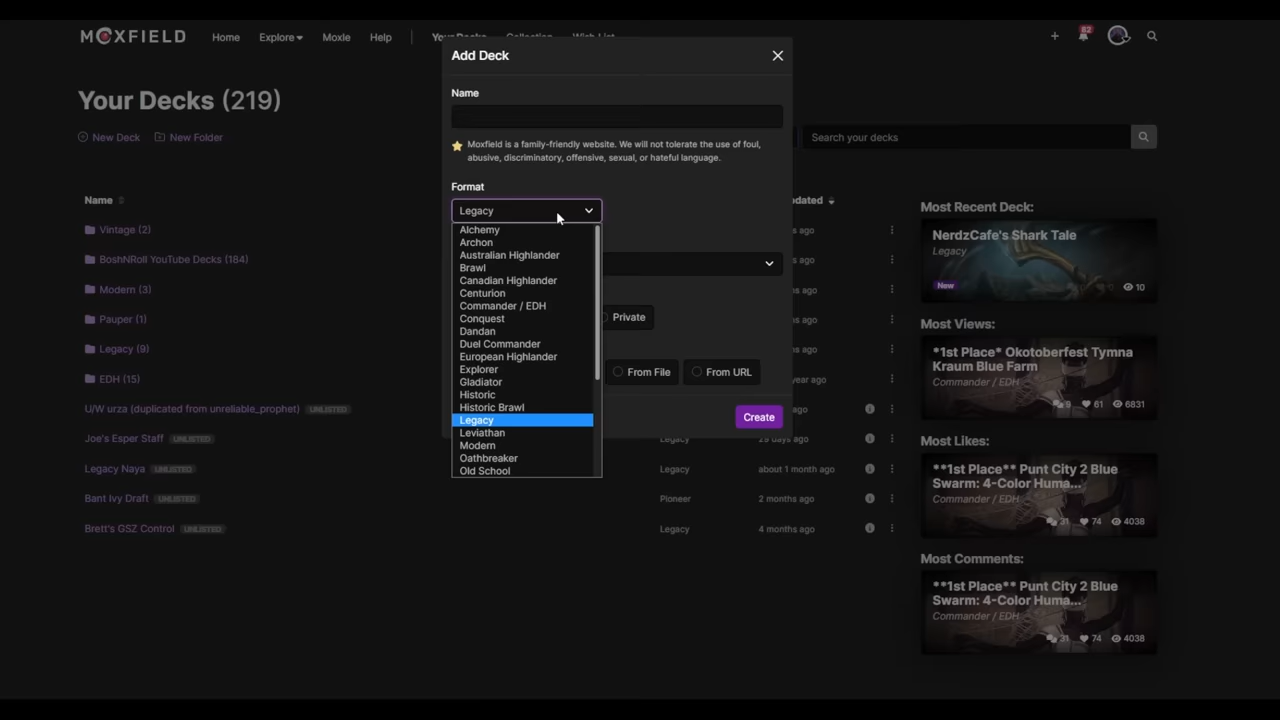 MOXFIELD Home Explore Moxle Help
Your Decks (219)
New Deck New Folder
Search your decks
Name
Vintage (2)
BoshNRoll YouTube Decks (184)
Modern (3)
Pauper (1)
Legacy (9)
EDH (15)
U/W urza (duplicated from unreliable_prophet) UNLISTED
Joe's Esper Staff UNLISTED
Legacy 29 days ago
Legacy Naya UNLISTED
Legacy about 1 month ago
Bant Ivy Draft UNLISTED
Pioneer 2 months ago
Brett's GSZ Control UNLISTED
Legacy 4 months ago
82
Add Deck
Name
Moxfield is a family-friendly website. We will not tolerate the use of foul,
abusive, discriminatory, offensive, sexual, or hateful language.
Format
Legacy
Alchemy
Archon
Australian Highlander
Brawl
Canadian Highlander
Centurion
Commander / EDH
Conquest
Dandan
Duel Commander
European Highlander
Explorer
Gladiator
Historic
Historic Brawl
Legacy
Leviathan
Modern
Oathbreaker
Old School
Private
From File From URL
Create
Most Recent Deck:
NerdzCafe's Shark Tale
Legacy
New 10
Most Views:
*1st Place* Okotoberfest Tymna
Kraum Blue Farm
Commander / EDH
9 61 6831
Most Likes:
**1st Place** Punt City 2 Blue
Swarm: 4-Color Huma...
Commander / EDH
31 74 4038
Most Comments:
**1st Place** Punt City 2 Blue
Swarm: 4-Color Huma...
Commander / EDH
31 74 4038